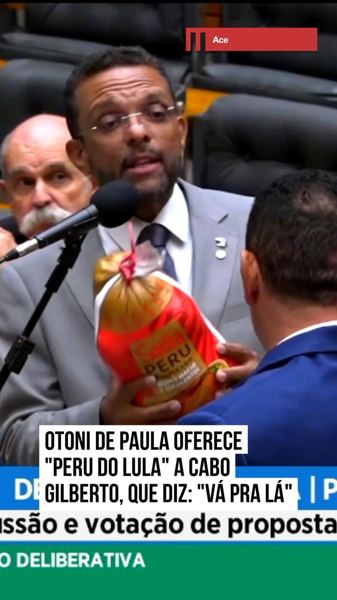 Ace
PERU
OTONI DE PAULA OFERECE
"PERU DO LULA" A CABO
GILBERTO, QUE DIZ: "VÁ PRA LÁ"
DE
A | P
ussão e votação de proposta
O DELIBERATIVA